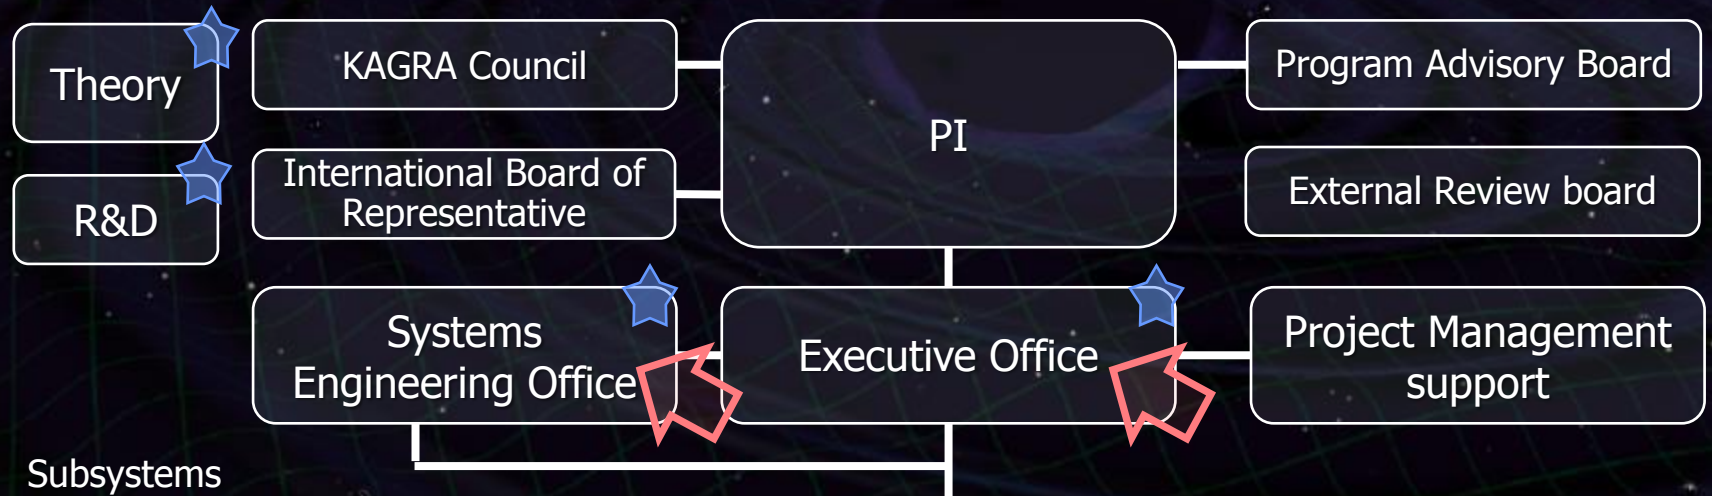 Theory
KAGRA Council
PI
Program Advisory Board
R&D
International Board of
Representative
External Review board
Systems
Engineering Office
Executive Office
Project Management
support
Subsystems